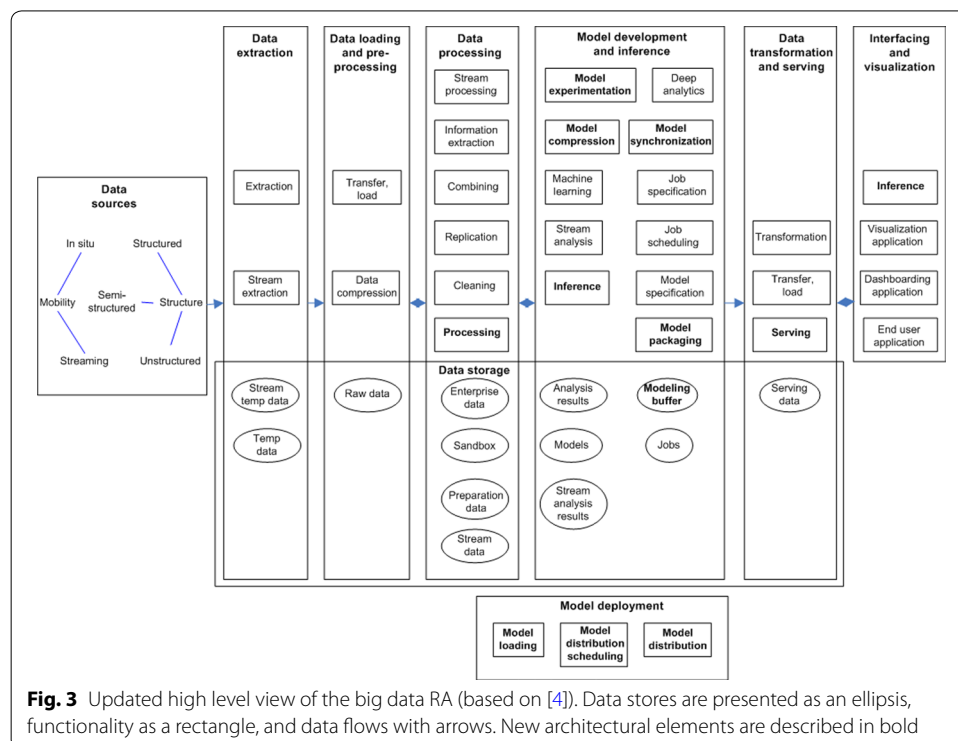 Data
sources
In situ
Structured
Mobility
Semi-
structured
Structure
Streaming
Unstructured
Data
extraction
Extraction
Stream
extraction
Data loading
and pre-
processing
Transfer,
load
Data
compression
Data
processing
Stream
processing
Information
extraction
Combining
Replication
Cleaning
Processing
Model development
and inference
Model
experimentation
Deep
analytics
Model
compression
Model
synchronization
Machine
learning
Job
specification
Stream
analysis
Job
scheduling
Inference
Model
specification
Model
packaging
Data
transformation
and serving
Transformation
Transfer,
load
Serving
Interfacing
and
visualization
Inference
Visualization
application
Dashboarding
application
End user
application
Data storage
Stream
temp data
Temp
data
Raw data
Enterprise
data
Sandbox
Preparation
data
Stream
data
Analysis
results
Modeling
buffer
Models
Jobs
Stream
analysis
results
Serving
data
Model deployment
Model
loading
Model
distribution
scheduling
Model
distribution
Fig. 3 Updated high level view of the big data RA (based on [4]). Data stores are presented as an ellipsis,
functionality as a rectangle, and data flows with arrows. New architectural elements are described in bold